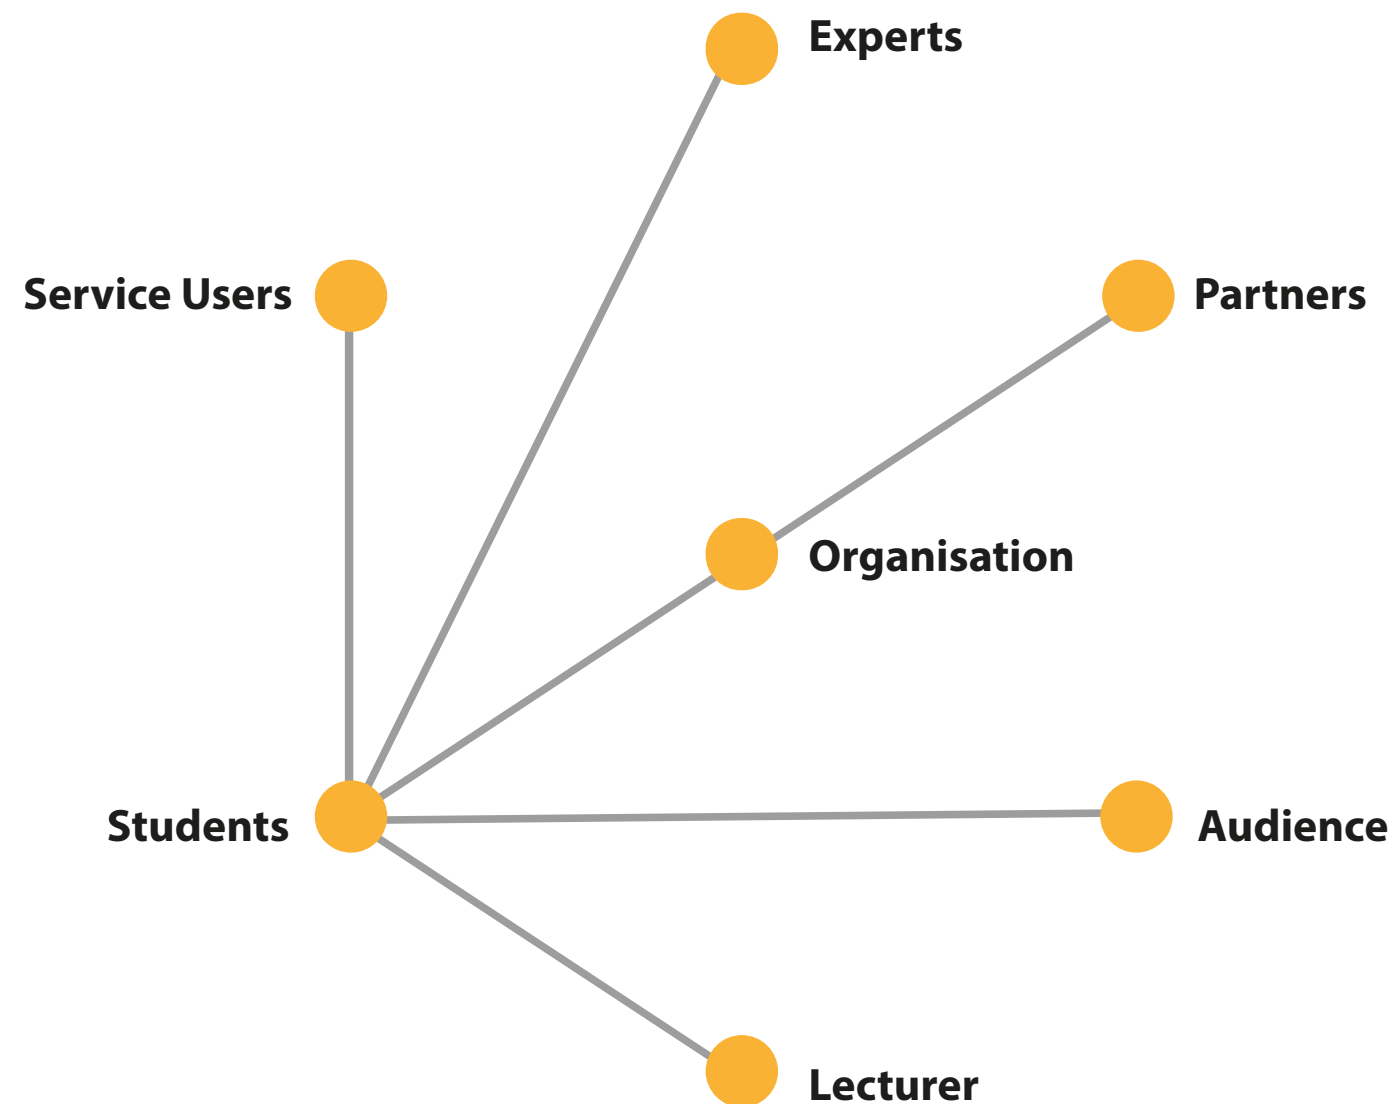 Experts
Service Users
Partners
Organisation
Students
Audience
Lecturer